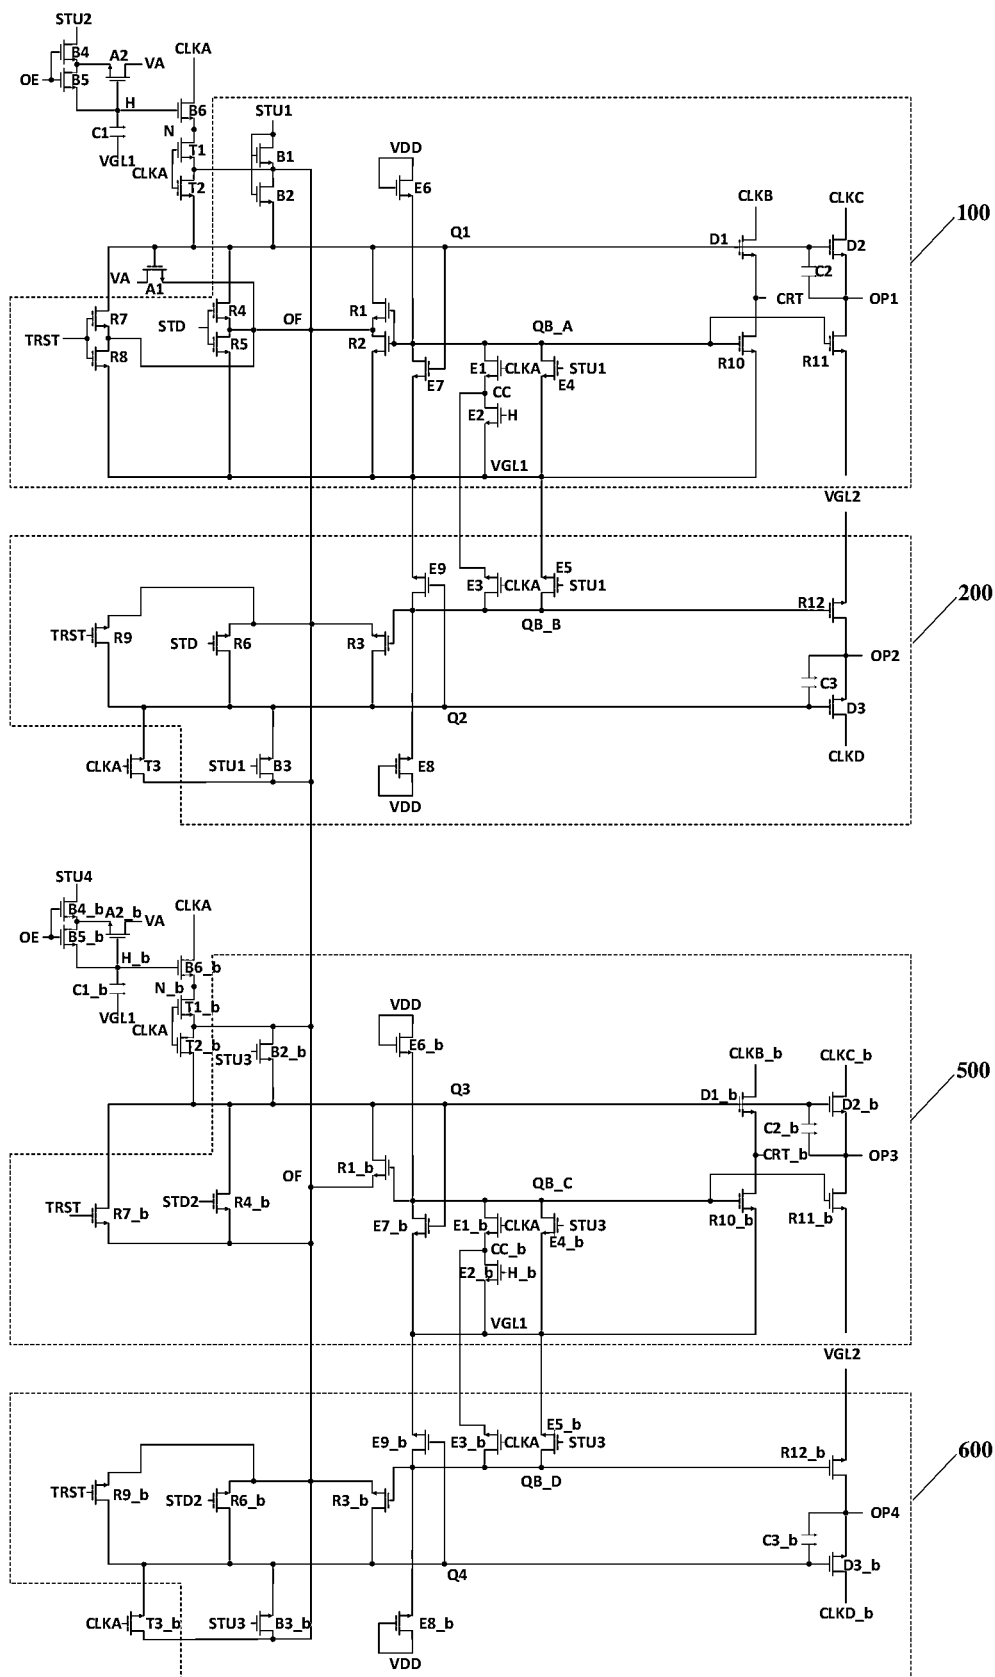 STU2
B4
A2
VA
CLKA
OE
B5
H
B6
C1
N
STU1
VGL1
T1
B1
VDD
CLKA
T2
B2
E6
CLKB
CLKC
100
Q1
D1
D2
VA
A1
C2
R7
R4
R1
CRT
OP1
STD
OF
TRST
R8
R5
R2
QB_A
E7
E1
CLKA
STU1
E4
R10
R11
CC
E2
H
VGL1
VGL2
E9
E5
E3
CLKA
STU1
R12
200
TRST
R9
STD
R6
R3
QB_B
OP2
C3
Q2
D3
CLKA
T3
STU1
B3
E8
CLKD
VDD
STU4
B4_b
A2_b
VA
CLKA
OE
B5_b
H_b
B6_b
C1_b
N_b
VGL1
T1_b
VDD
CLKA
T2_b
STU3
B2_b
E6_b
CLKB_b
CLKC_b
500
Q3
D1_b
D2_b
C2_b
R1_b
CRT_b
OP3
OF
QB_C
TRST
R7_b
STD2
R4_b
E7_b
E1_b
CLKA
STU3
E4_b
R10_b
R11_b
CC_b
E2_b
H_b
VGL1
VGL2
E5_b
E9_b
E3_b
CLKA
STU3
R12_b
600
TRST
R9_b
STD2
R6_b
R3_b
QB_D
OP4
C3_b
Q4
D3_b
CLKA
T3_b
STU3
B3_b
E8_b
CLKD_b
VDD